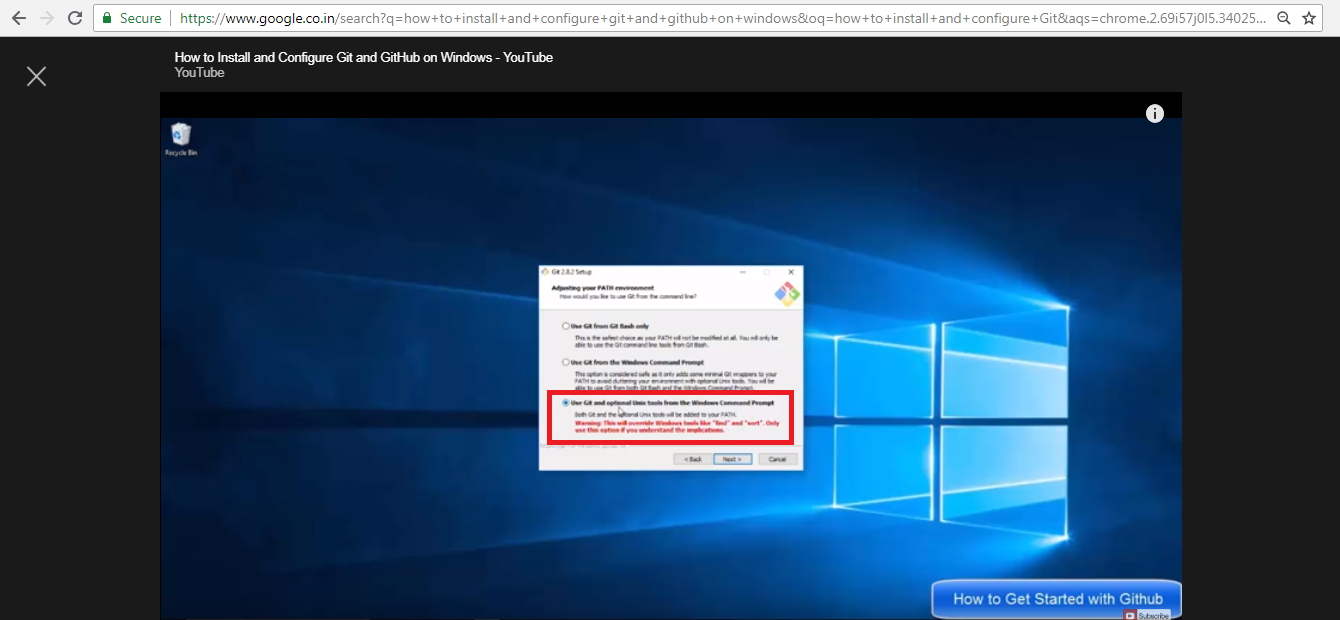 Secure
https://www.google.co.in/search?q=how+to+install+and+configure+git+and+github+on+windows&oq=how+to+install+and+configure+Git&aqs=chrome.2.69i57j0l5.34025...
How to Install and Configure Git and GitHub on Windows - YouTube
YouTube
Recycle Bin
Git 2.8.2 Setup
Adjusting your PATH environment
How would you like to use Git from the command line?
Use Git from Git Bash only
This is the safest choice as your PATH will not be modified at all. You will only be
able to use the Git command line tools from Git Bash.
Use Git from the Windows Command Prompt
This option is considered safe as it only adds some minimal Git wrappers to your
PATH to avoid cluttering your environment with optional Unix tools. You will be
able to use Git from both Git Bash and the Windows Command Prompt.
Use Git and optional Unix tools from the Windows Command Prompt
Both Git and the optional Unix tools will be added to your PATH.
Warning: This will override Windows tools like "find" and "sort". Only
use this option if you understand the implications.
< Back
Next >
Cancel
How to Get Started with Github
Subscribe